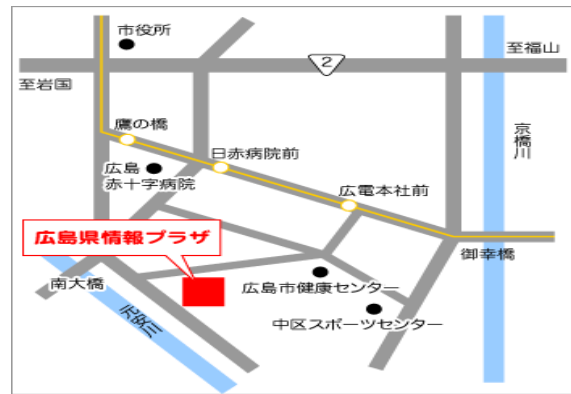 市役所
至福山
2
至岩国
鷹の橋
京橋川
日赤病院前
広島
赤十字病院
広電本社前
広島県情報プラザ
御幸橋
南大橋
広島市健康センター
元安川
中区スポーツセンター